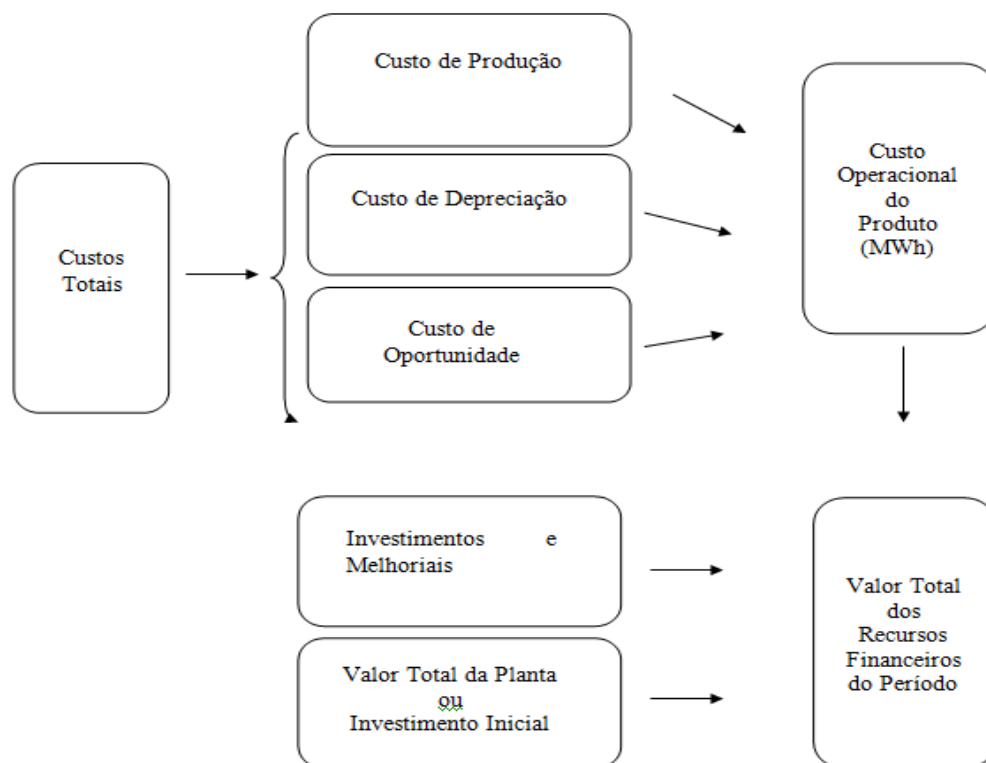 Custo de Produção
Custo
Operacional
do
Produto
(MWh)
Custo de Depreciação
Custos
Totais
Custo de
Oportunidade
Investimentos e
Melhoriais
Valor Total
dos
Recursos
Financeiros
do Período
Valor Total da Planta
ou
Investimento Inicial